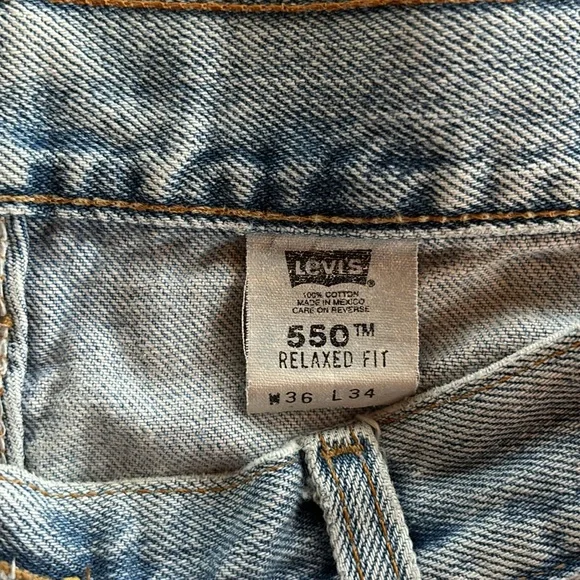 LEVI'S®
100% COTTON
MADE IN MEXICO
CARE ON REVERSE
550™
RELAXED FIT
W36 L34